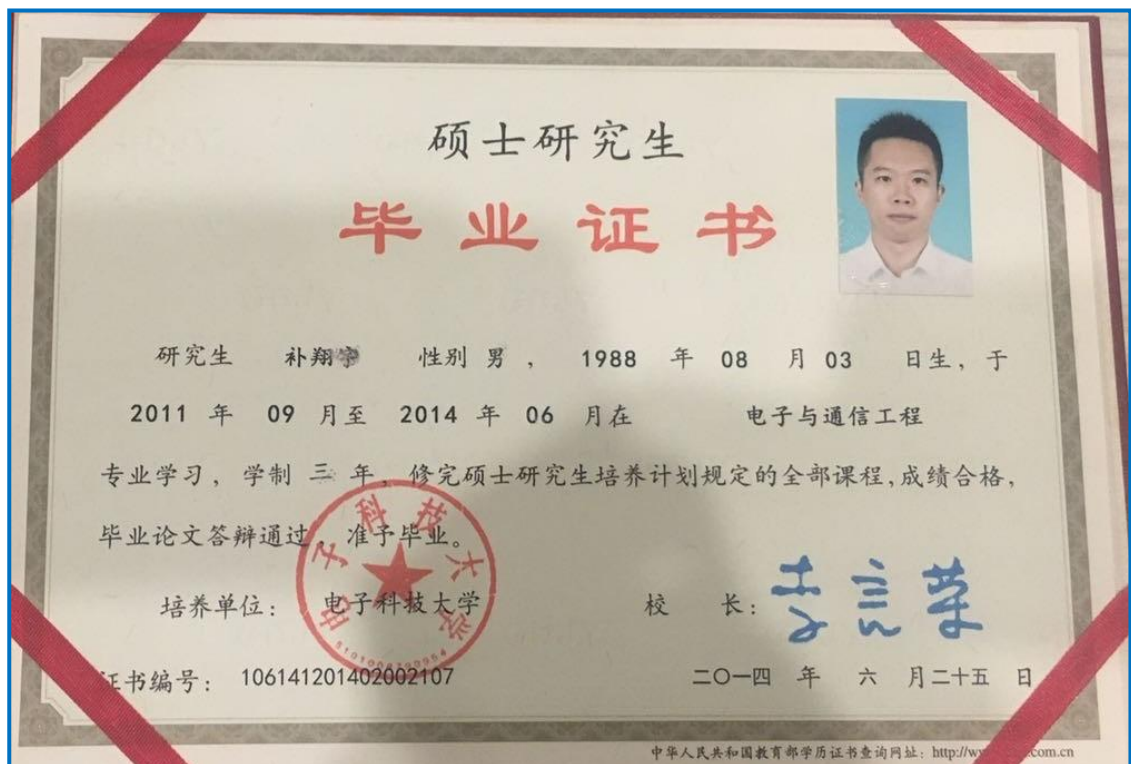 硕士研究生
毕业证书
研究生 补翔宇 性别 男 , 1988 年 08 月 03 日生, 于
2011 年 09 月至 2014 年 06 月在 电子与通信工程
专业学习, 学制 三 年, 修完硕士研究生培养计划规定的全部课程,成绩合格,
毕业论文答辩通过, 准予毕业。
电子科技大学
培养单位: 电子科技大学 校 长: 李言荣
证书编号: 106141201402002107 二〇一四 年 六 月二十五 日
中华人民共和国教育部学历证书查询网址: http://w
com.cn